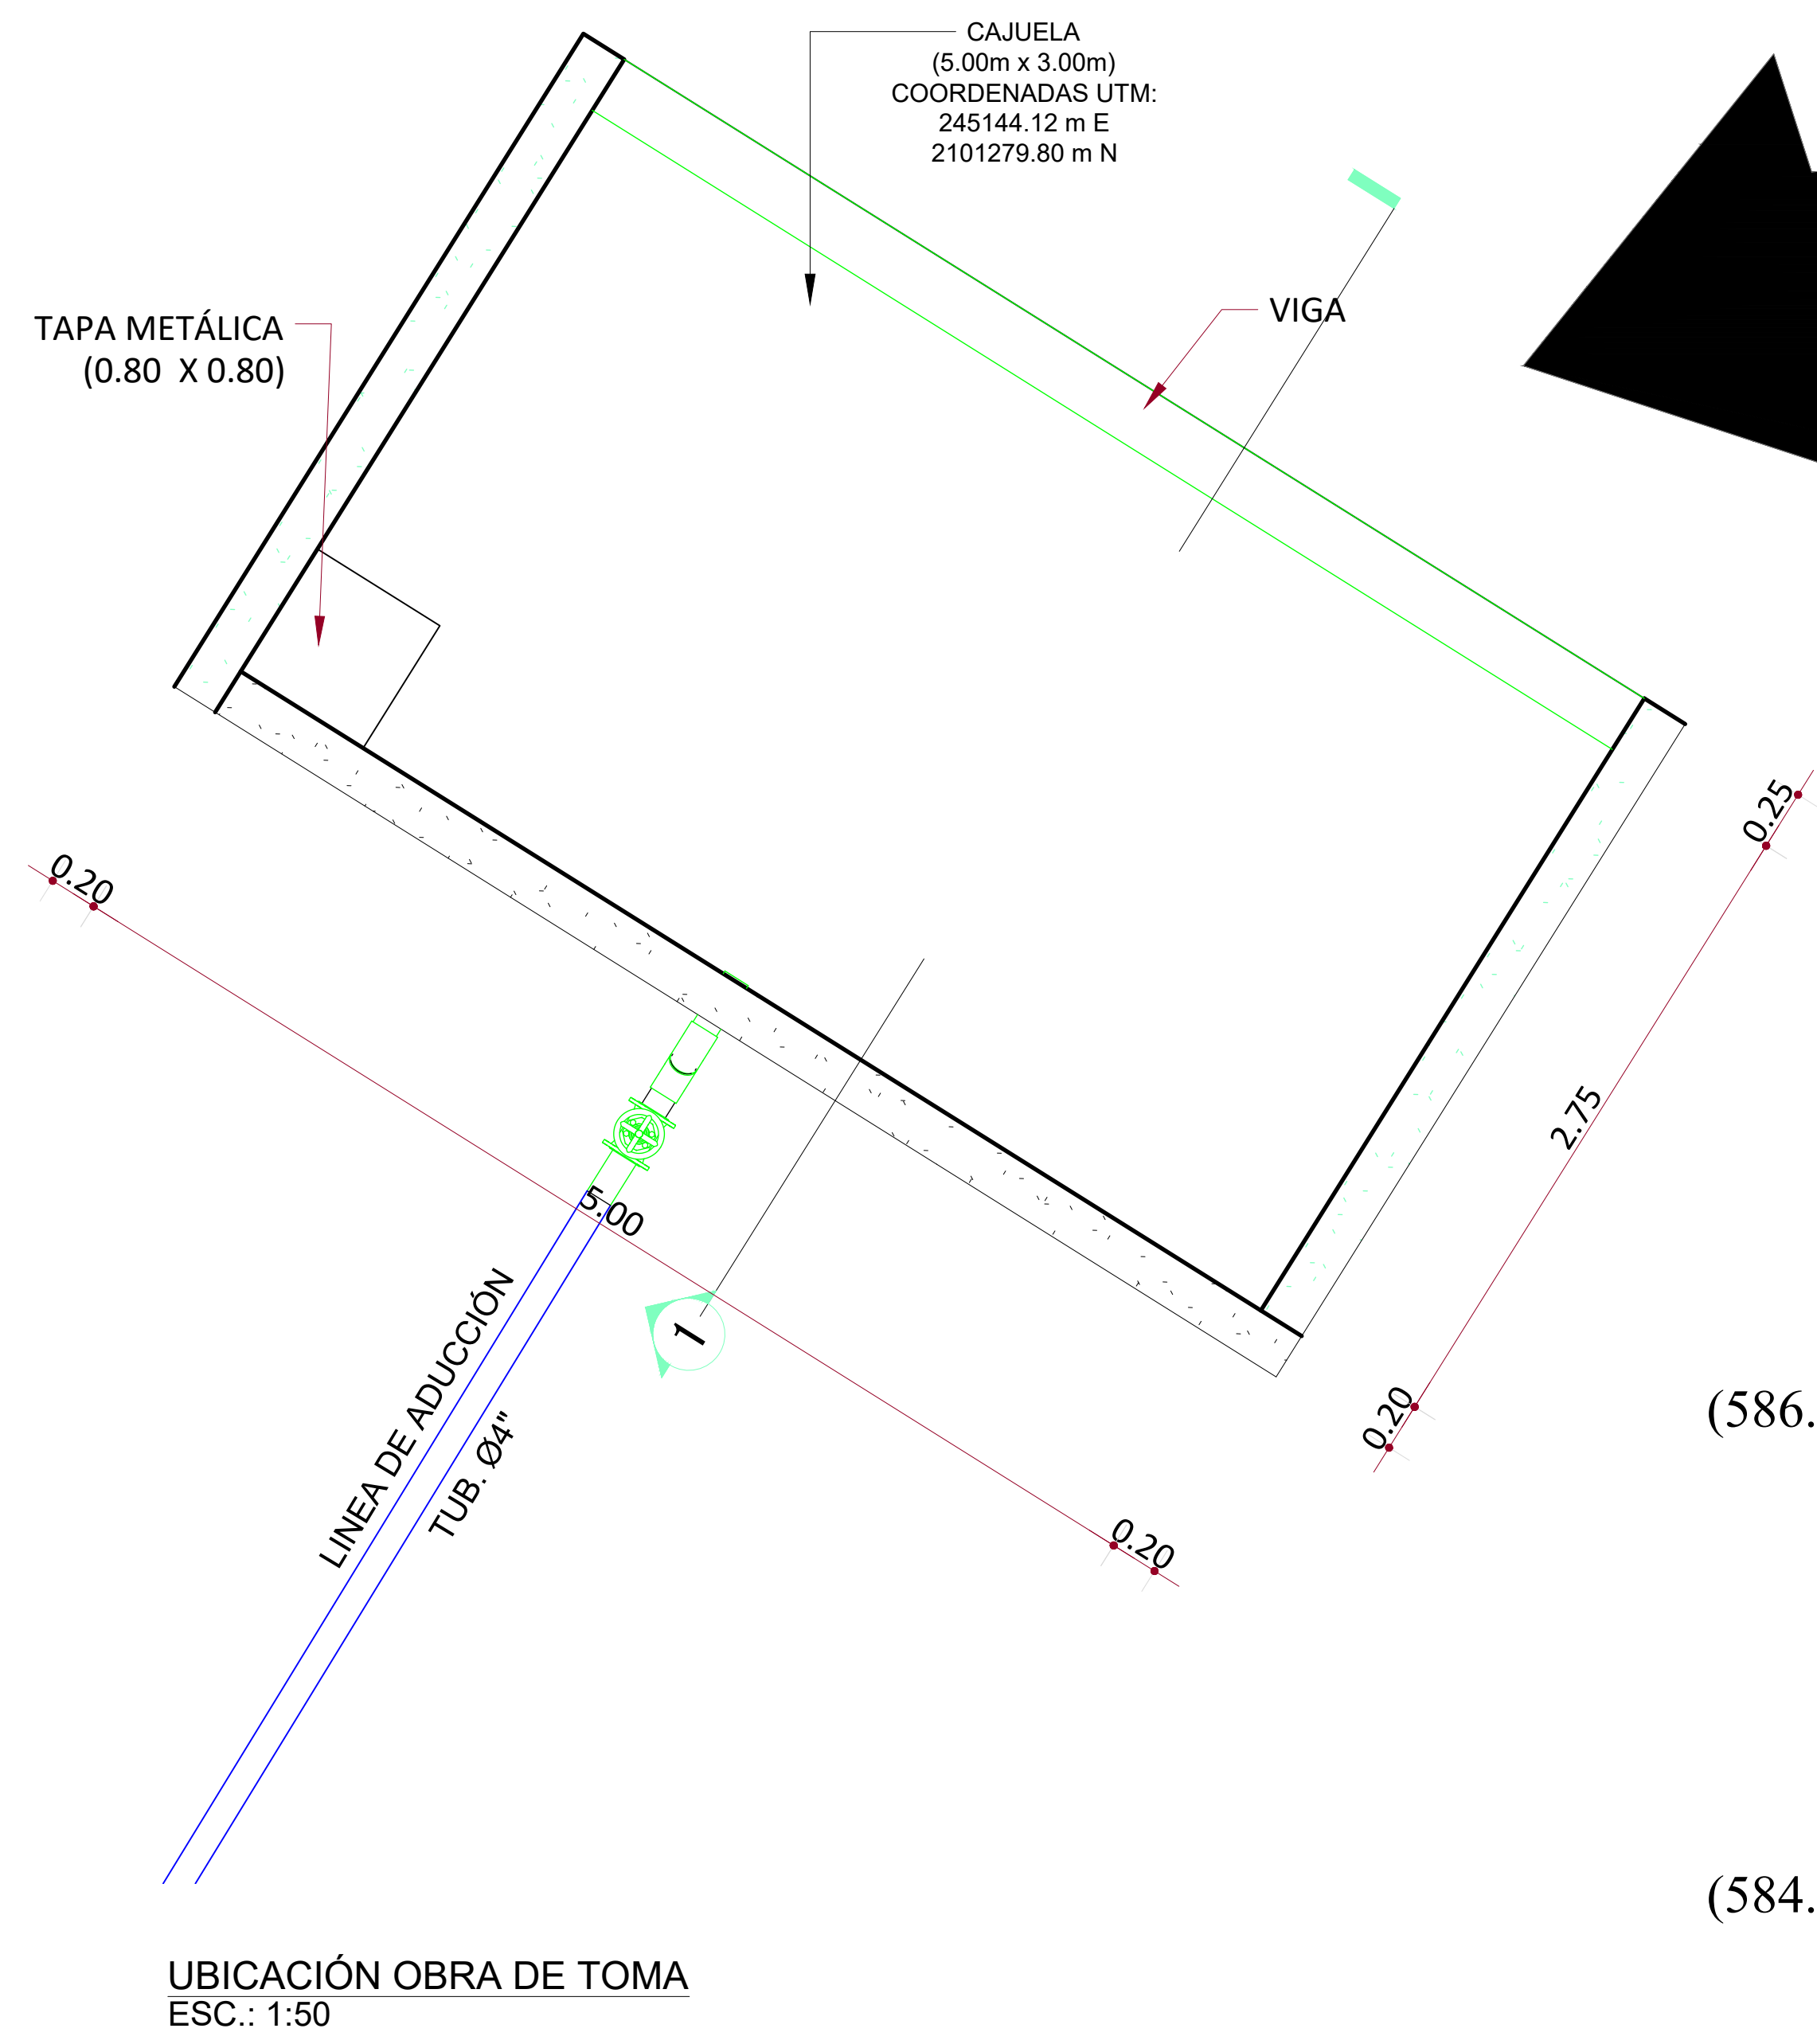 CAJUELA
(5.00m x 3.00m)
COORDENADAS UTM:
245144.12 m E
2101279.80 m N
VIGA
TAPA METÁLICA
(0.80 X 0.80)
0.25
0.20
2.75
5.00
LINEA DE ADUCCIÓN
1
0.20
TUB. Ø4"
(586.
0.20
(584.
UBICACIÓN OBRA DE TOMA
ESC.: 1:50